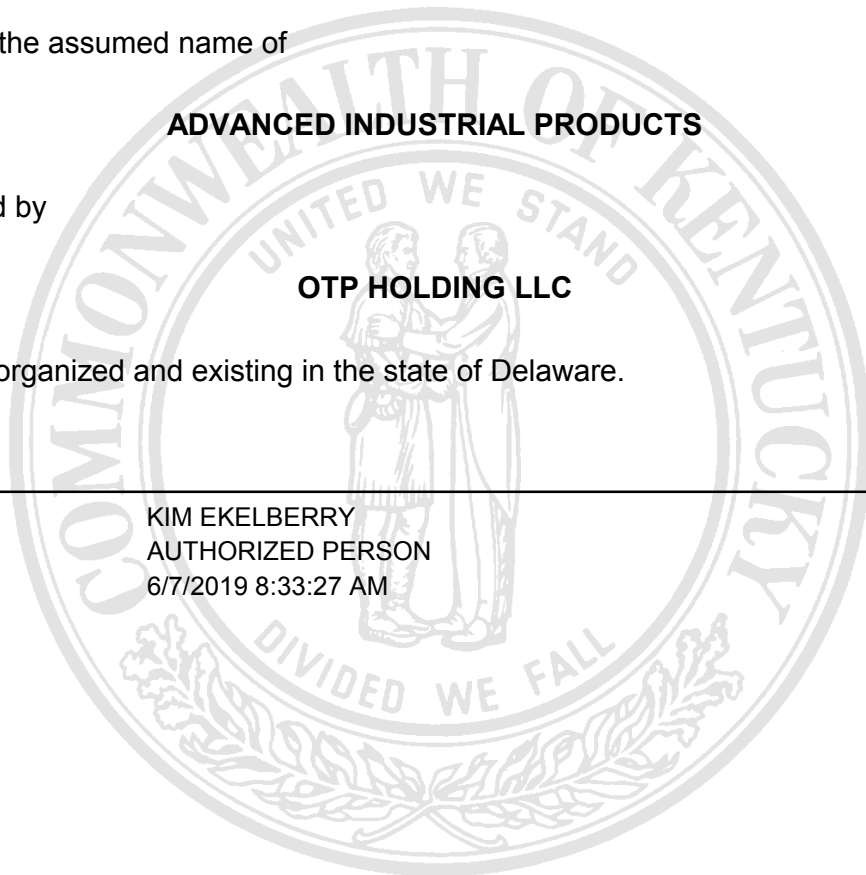 the assumed name of
ADVANCED INDUSTRIAL PRODUCTS
d by
OTP HOLDING LLC
organized and existing in the state of Delaware.
KIM EKELBERRY
AUTHORIZED PERSON
6/7/2019 8:33:27 AM
COMMONWEALTH OF KENTUCKY
UNITED WE STAND
DIVIDED WE FALL